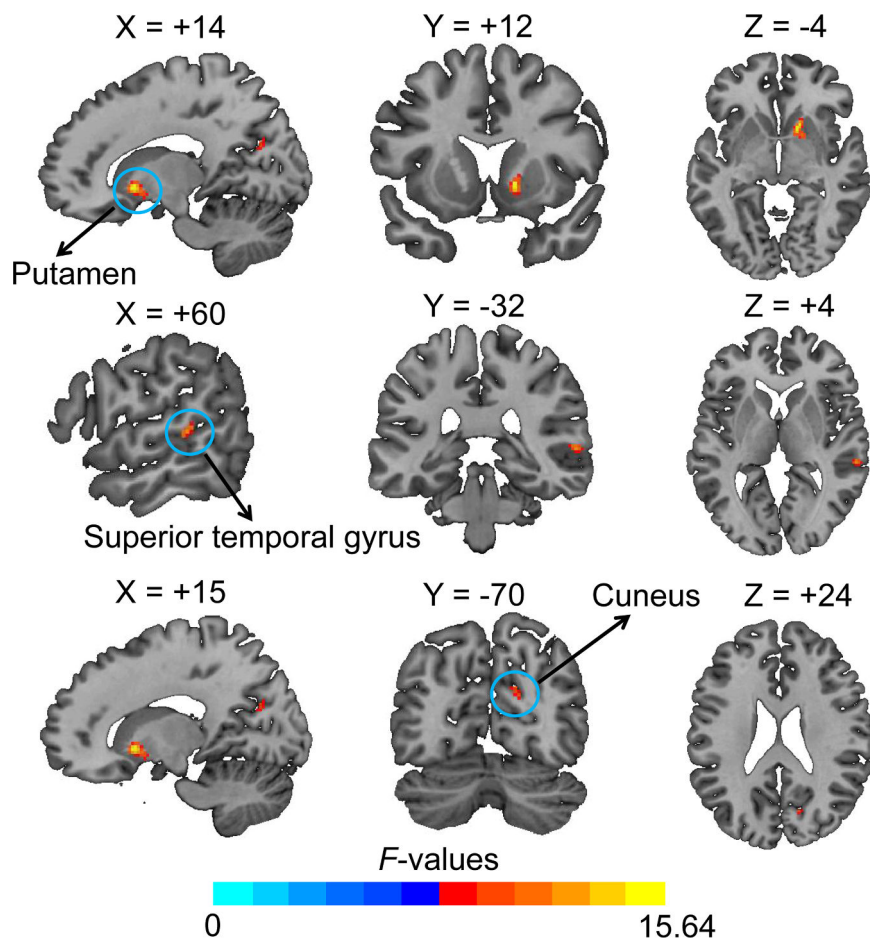 X = +14
Y = +12
Z = -4
Putamen
X = +60
Y = -32
Z = +4
Superior temporal gyrus
X = +15
Y = -70
Cuneus
Z = +24
F-values
0
15.64